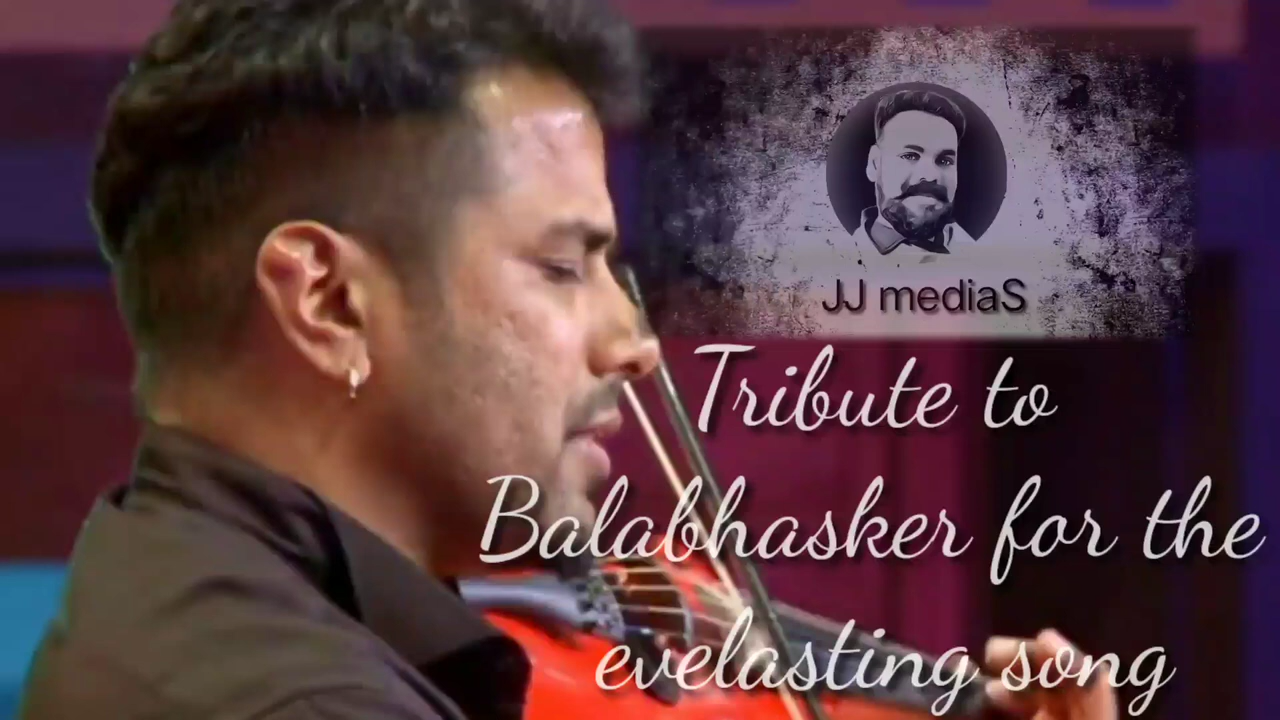 JJ mediaS
Tribute to
Balabhasker for the
evelasting song